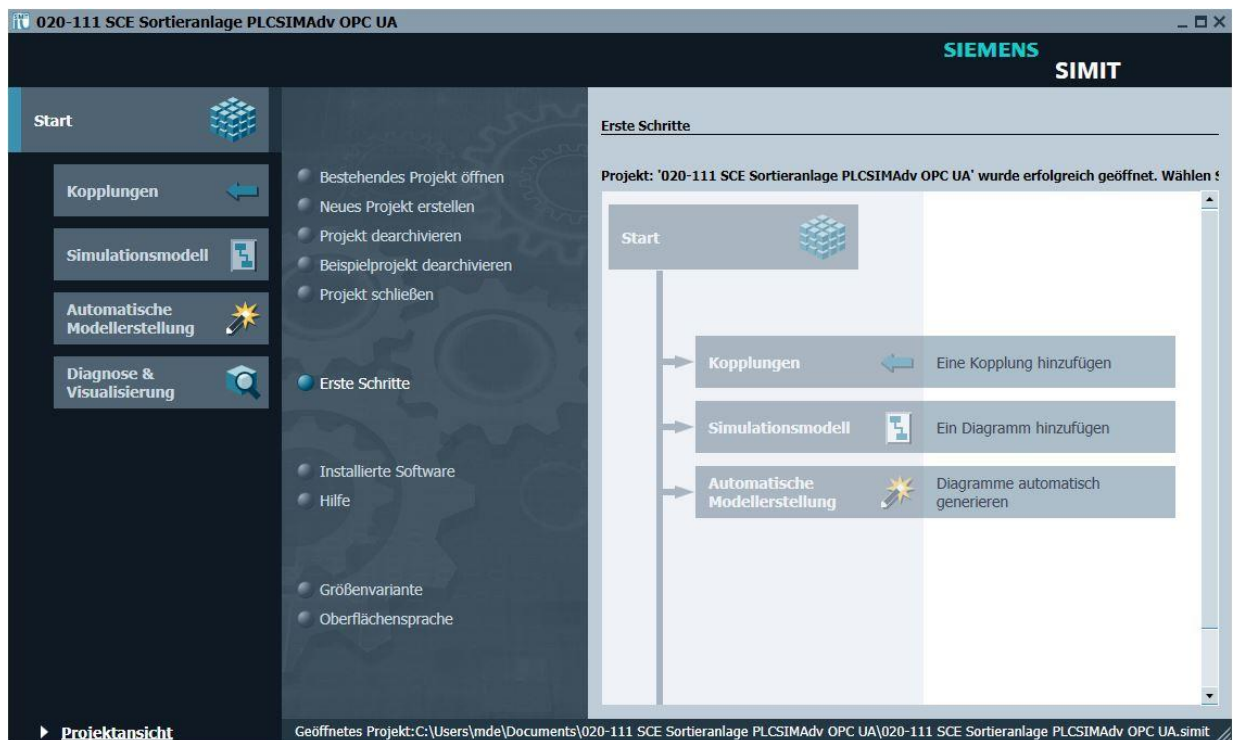 020-111 SCE Sortieranlage PLCSIMAdv OPC UA
SIEMENS
SIMIT
Start
Kopplungen
Simulationsmodell
Automatische
Modellerstellung
Diagnose &
Visualisierung
Projektansicht
Bestehendes Projekt öffnen
Neues Projekt erstellen
Projekt dearchivieren
Beispielprojekt dearchivieren
Projekt schließen
Erste Schritte
Installierte Software
Hilfe
Größenvariante
Oberflächensprache
Erste Schritte
Projekt: '020-111 SCE Sortieranlage PLCSIMAdv OPC UA' wurde erfolgreich geöffnet. Wählen
Start
Kopplungen
Eine Kopplung hinzufügen
Simulationsmodell
Ein Diagramm hinzufügen
Automatische
Modellerstellung
Diagramme automatisch
generieren
Geöffnetes Projekt:C:\Users\mde\Documents\020-111 SCE Sortieranlage PLCSIMAdv OPC UA\020-111 SCE Sortieranlage PLCSIMAdv OPC UA.simit